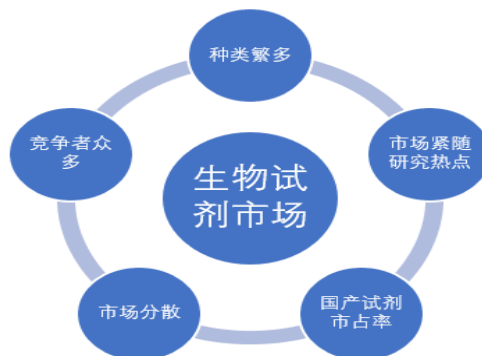 种类繁多
市场紧随
研究热点
国产试剂
市占率
市场分散
竞争者众
多
生物试
剂市场